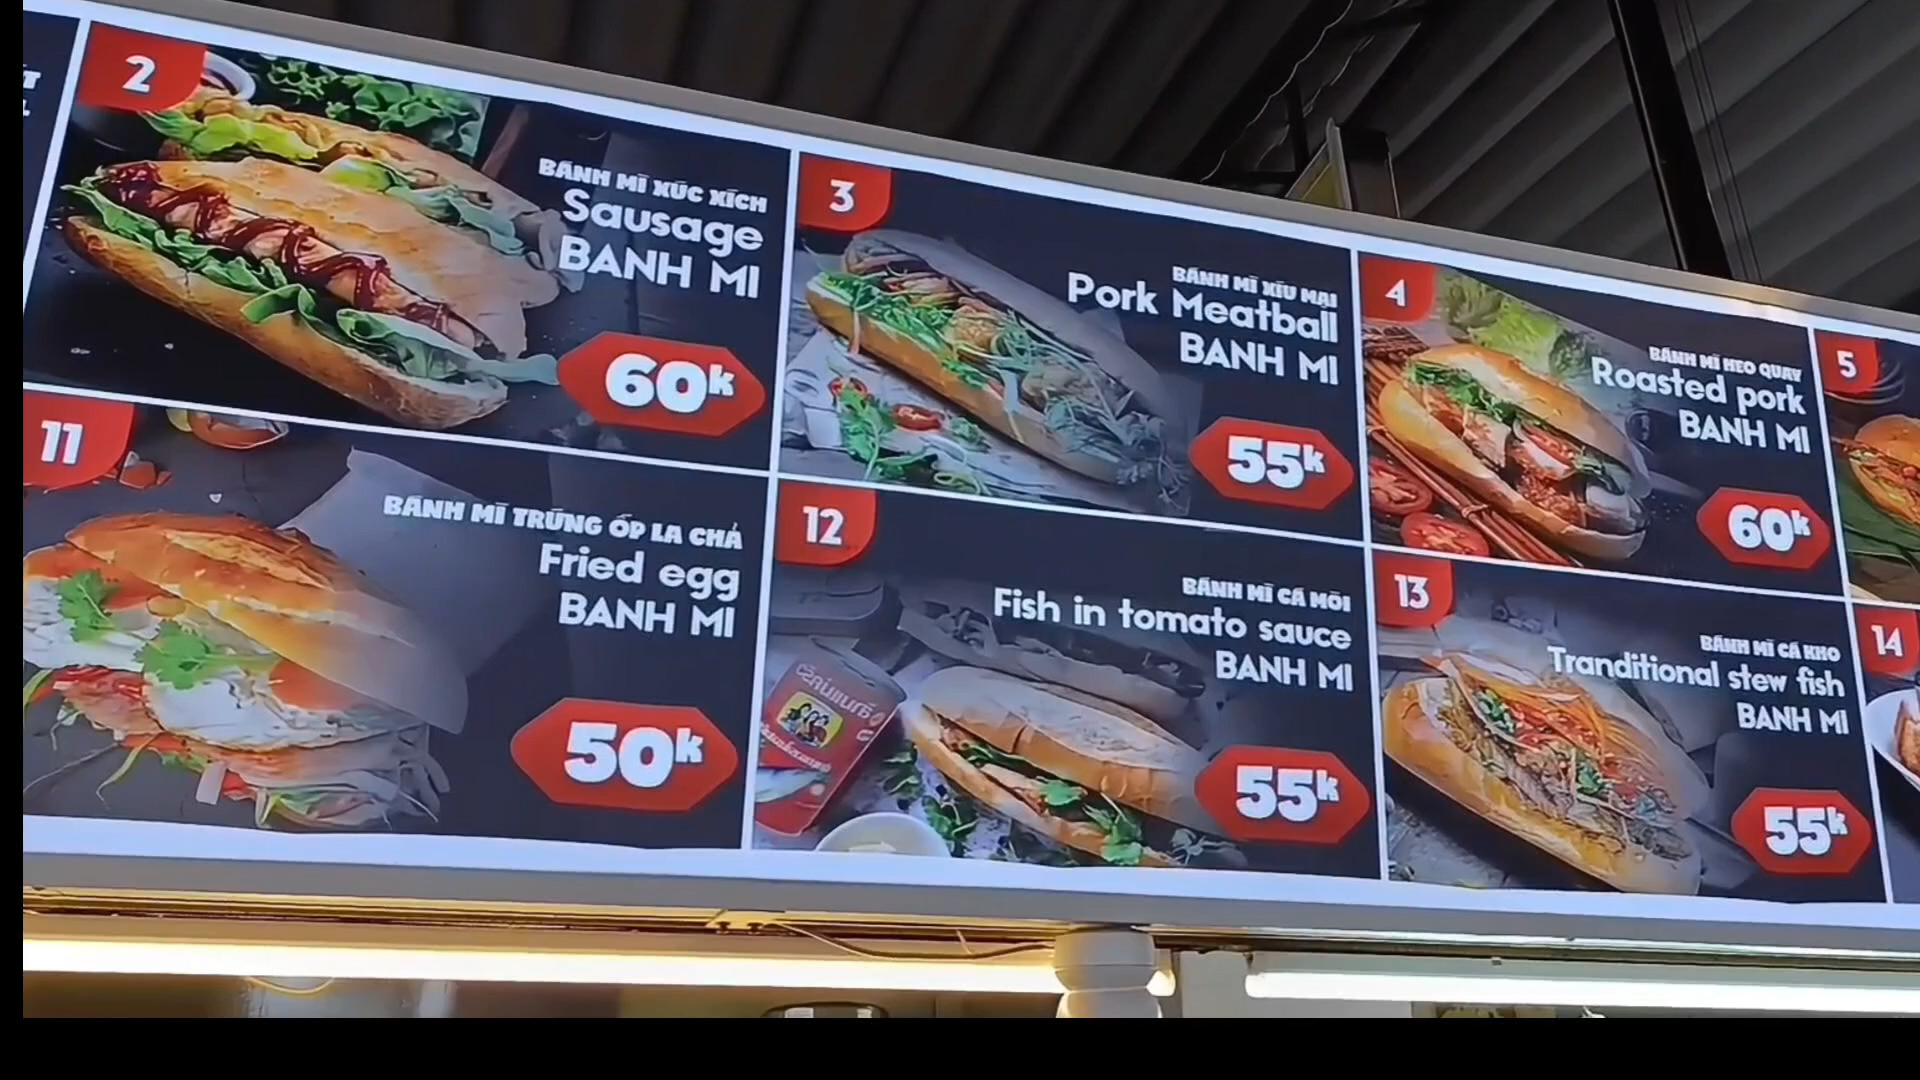 2
BÁNH MÌ XÚC XÍCH
Sausage
BANH MI
60k
3
BÁNH MÌ XÍU MẠI
Pork Meatball
BANH MI
55k
4
BÁNH MÌ HEO QUAY
Roasted pork
BANH MI
60k
5
11
BÁNH MÌ TRỨNG ỐP LA CHẢ
Fried egg
BANH MI
50k
12
BÁNH MÌ CÁ MÒI
Fish in tomato sauce
BANH MI
55k
13
BÁNH MÌ CÁ KHO
Tranditional stew fish
BANH MI
55k
14